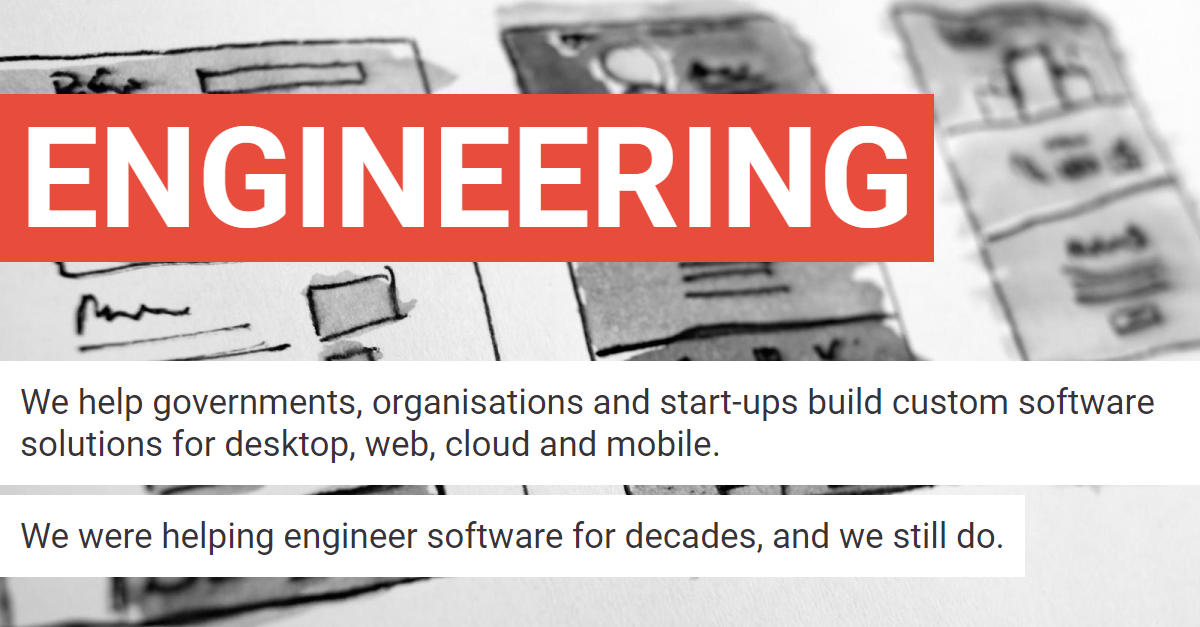 ENGINEERING
We help governments, organisations and start-ups build custom software
solutions for desktop, web, cloud and mobile.
We were helping engineer software for decades, and we still do.